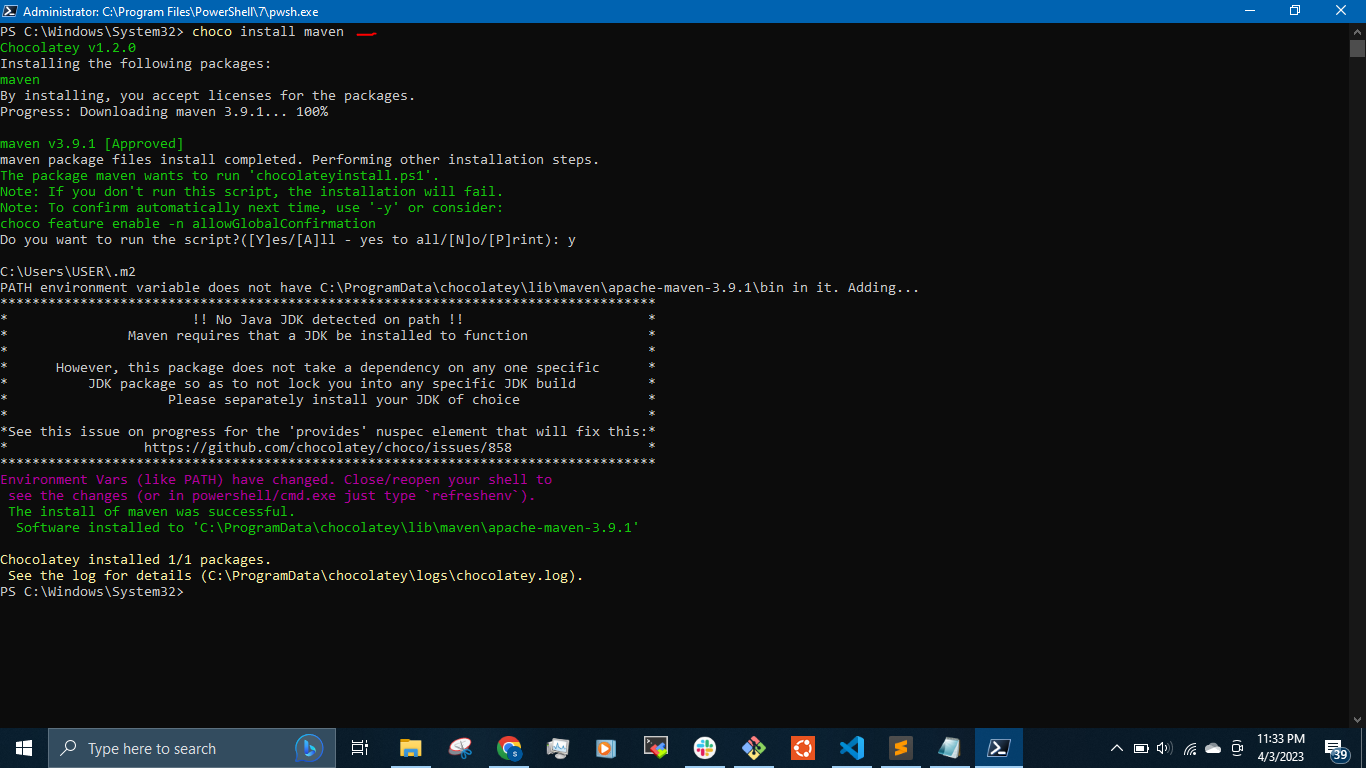 Administrator: C:\Program Files\PowerShell\7\pwsh.exe
PS C:\Windows\System32> choco install maven
Chocolatey v1.2.0
Installing the following packages:
maven
By installing, you accept licenses for the packages.
Progress: Downloading maven 3.9.1... 100%
maven v3.9.1 [Approved]
maven package files install completed. Performing other installation steps.
The package maven wants to run 'chocolateyinstall.ps1'.
Note: If you don't run this script, the installation will fail.
Note: To confirm automatically next time, use '-y' or consider:
choco feature enable -n allowGlobalConfirmation
Do you want to run the script?([Y]es/[A]ll - yes to all/[N]o/[P]rint): y
C:\Users\USER\.m2
PATH environment variable does not have C:\ProgramData\chocolatey\lib\maven\apache-maven-3.9.1\bin in it. Adding...
**********************************************************************************
* !! No Java JDK detected on path !! *
* Maven requires that a JDK be installed to function *
* *
* However, this package does not take a dependency on any one specific *
* JDK package so as to not lock you into any specific JDK build *
* Please separately install your JDK of choice *
* *
*See this issue on progress for the 'provides' nuspec element that will fix this:*
* https://github.com/chocolatey/choco/issues/858 *
**********************************************************************************
Environment Vars (like PATH) have changed. Close/reopen your shell to
see the changes (or in powershell/cmd.exe just type `refreshenv`).
The install of maven was successful.
Software installed to 'C:\ProgramData\chocolatey\lib\maven\apache-maven-3.9.1'
Chocolatey installed 1/1 packages.
See the log for details (C:\ProgramData\chocolatey\logs\chocolatey.log).
PS C:\Windows\System32>
Type here to search
11:33 PM
4/3/2023
39